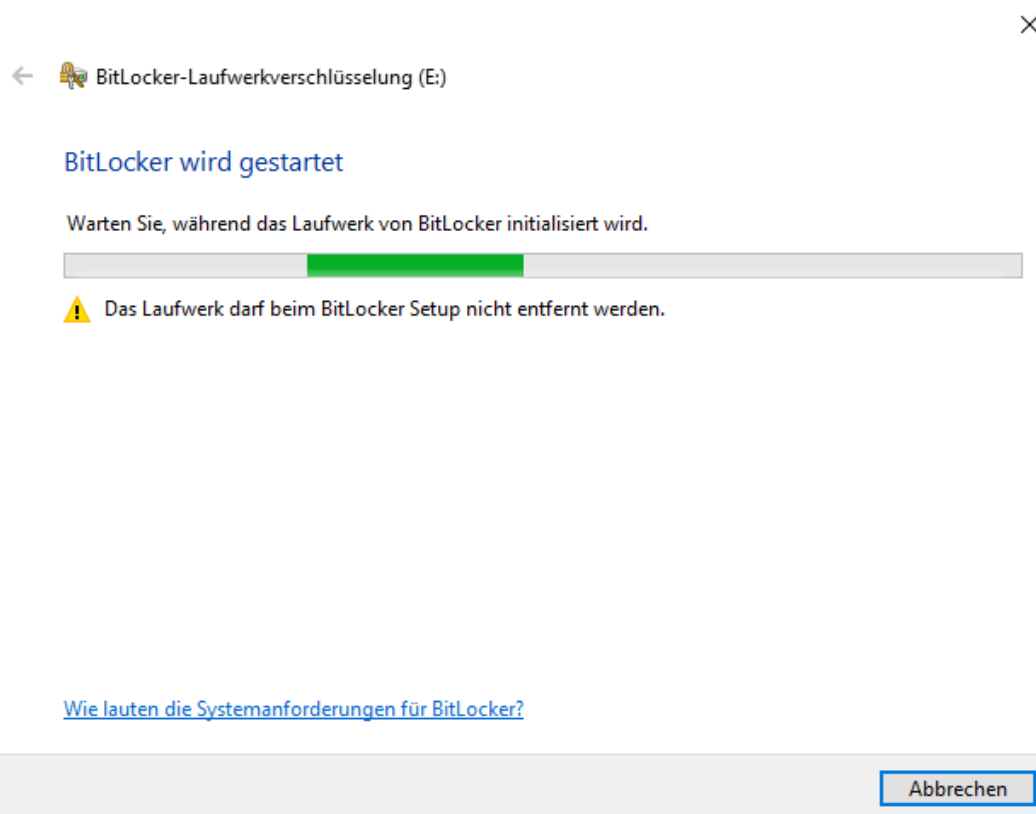 BitLocker-Laufwerkverschlüsselung (E:)
BitLocker wird gestartet
Warten Sie, während das Laufwerk von BitLocker initialisiert wird.
Das Laufwerk darf beim BitLocker Setup nicht entfernt werden.
Wie lauten die Systemanforderungen für BitLocker?
Abbrechen